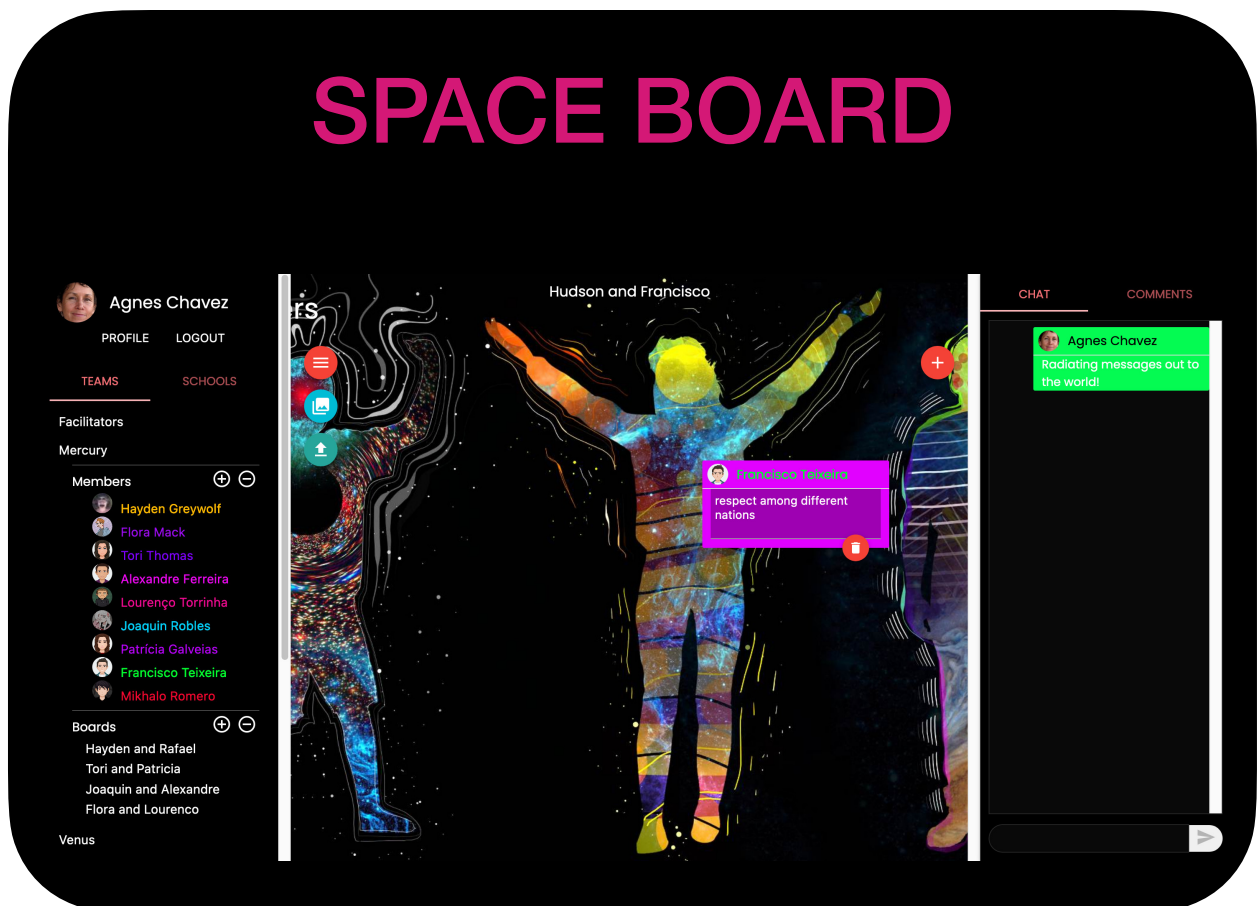 SPACE BOARD
Agnes Chavez
PROFILE LOGOUT
TEAMS SCHOOLS
Facilitators
Mercury
Members
Hayden Greywolf
Flora Mack
Tori Thomas
Alexandre Ferreira
Lourenço Torrinha
Joaquin Robles
Patrícia Galveias
Francisco Teixeira
Mikhalo Romero
Boards
Hayden and Rafael
Tori and Patricia
Joaquin and Alexandre
Flora and Lourenco
Venus
ers
Hudson and Francisco
Francisco Teixeira
respect among different
nations
CHAT COMMENTS
Agnes Chavez
Radiating messages out to
the world!